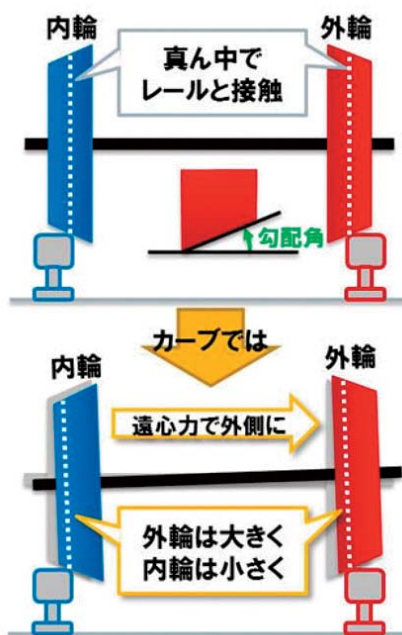 内輪
外輪
真ん中で
レールと接触
勾配角
カーブでは
内輪
外輪
遠心力で外側に
外輪は大きく
内輪は小さく